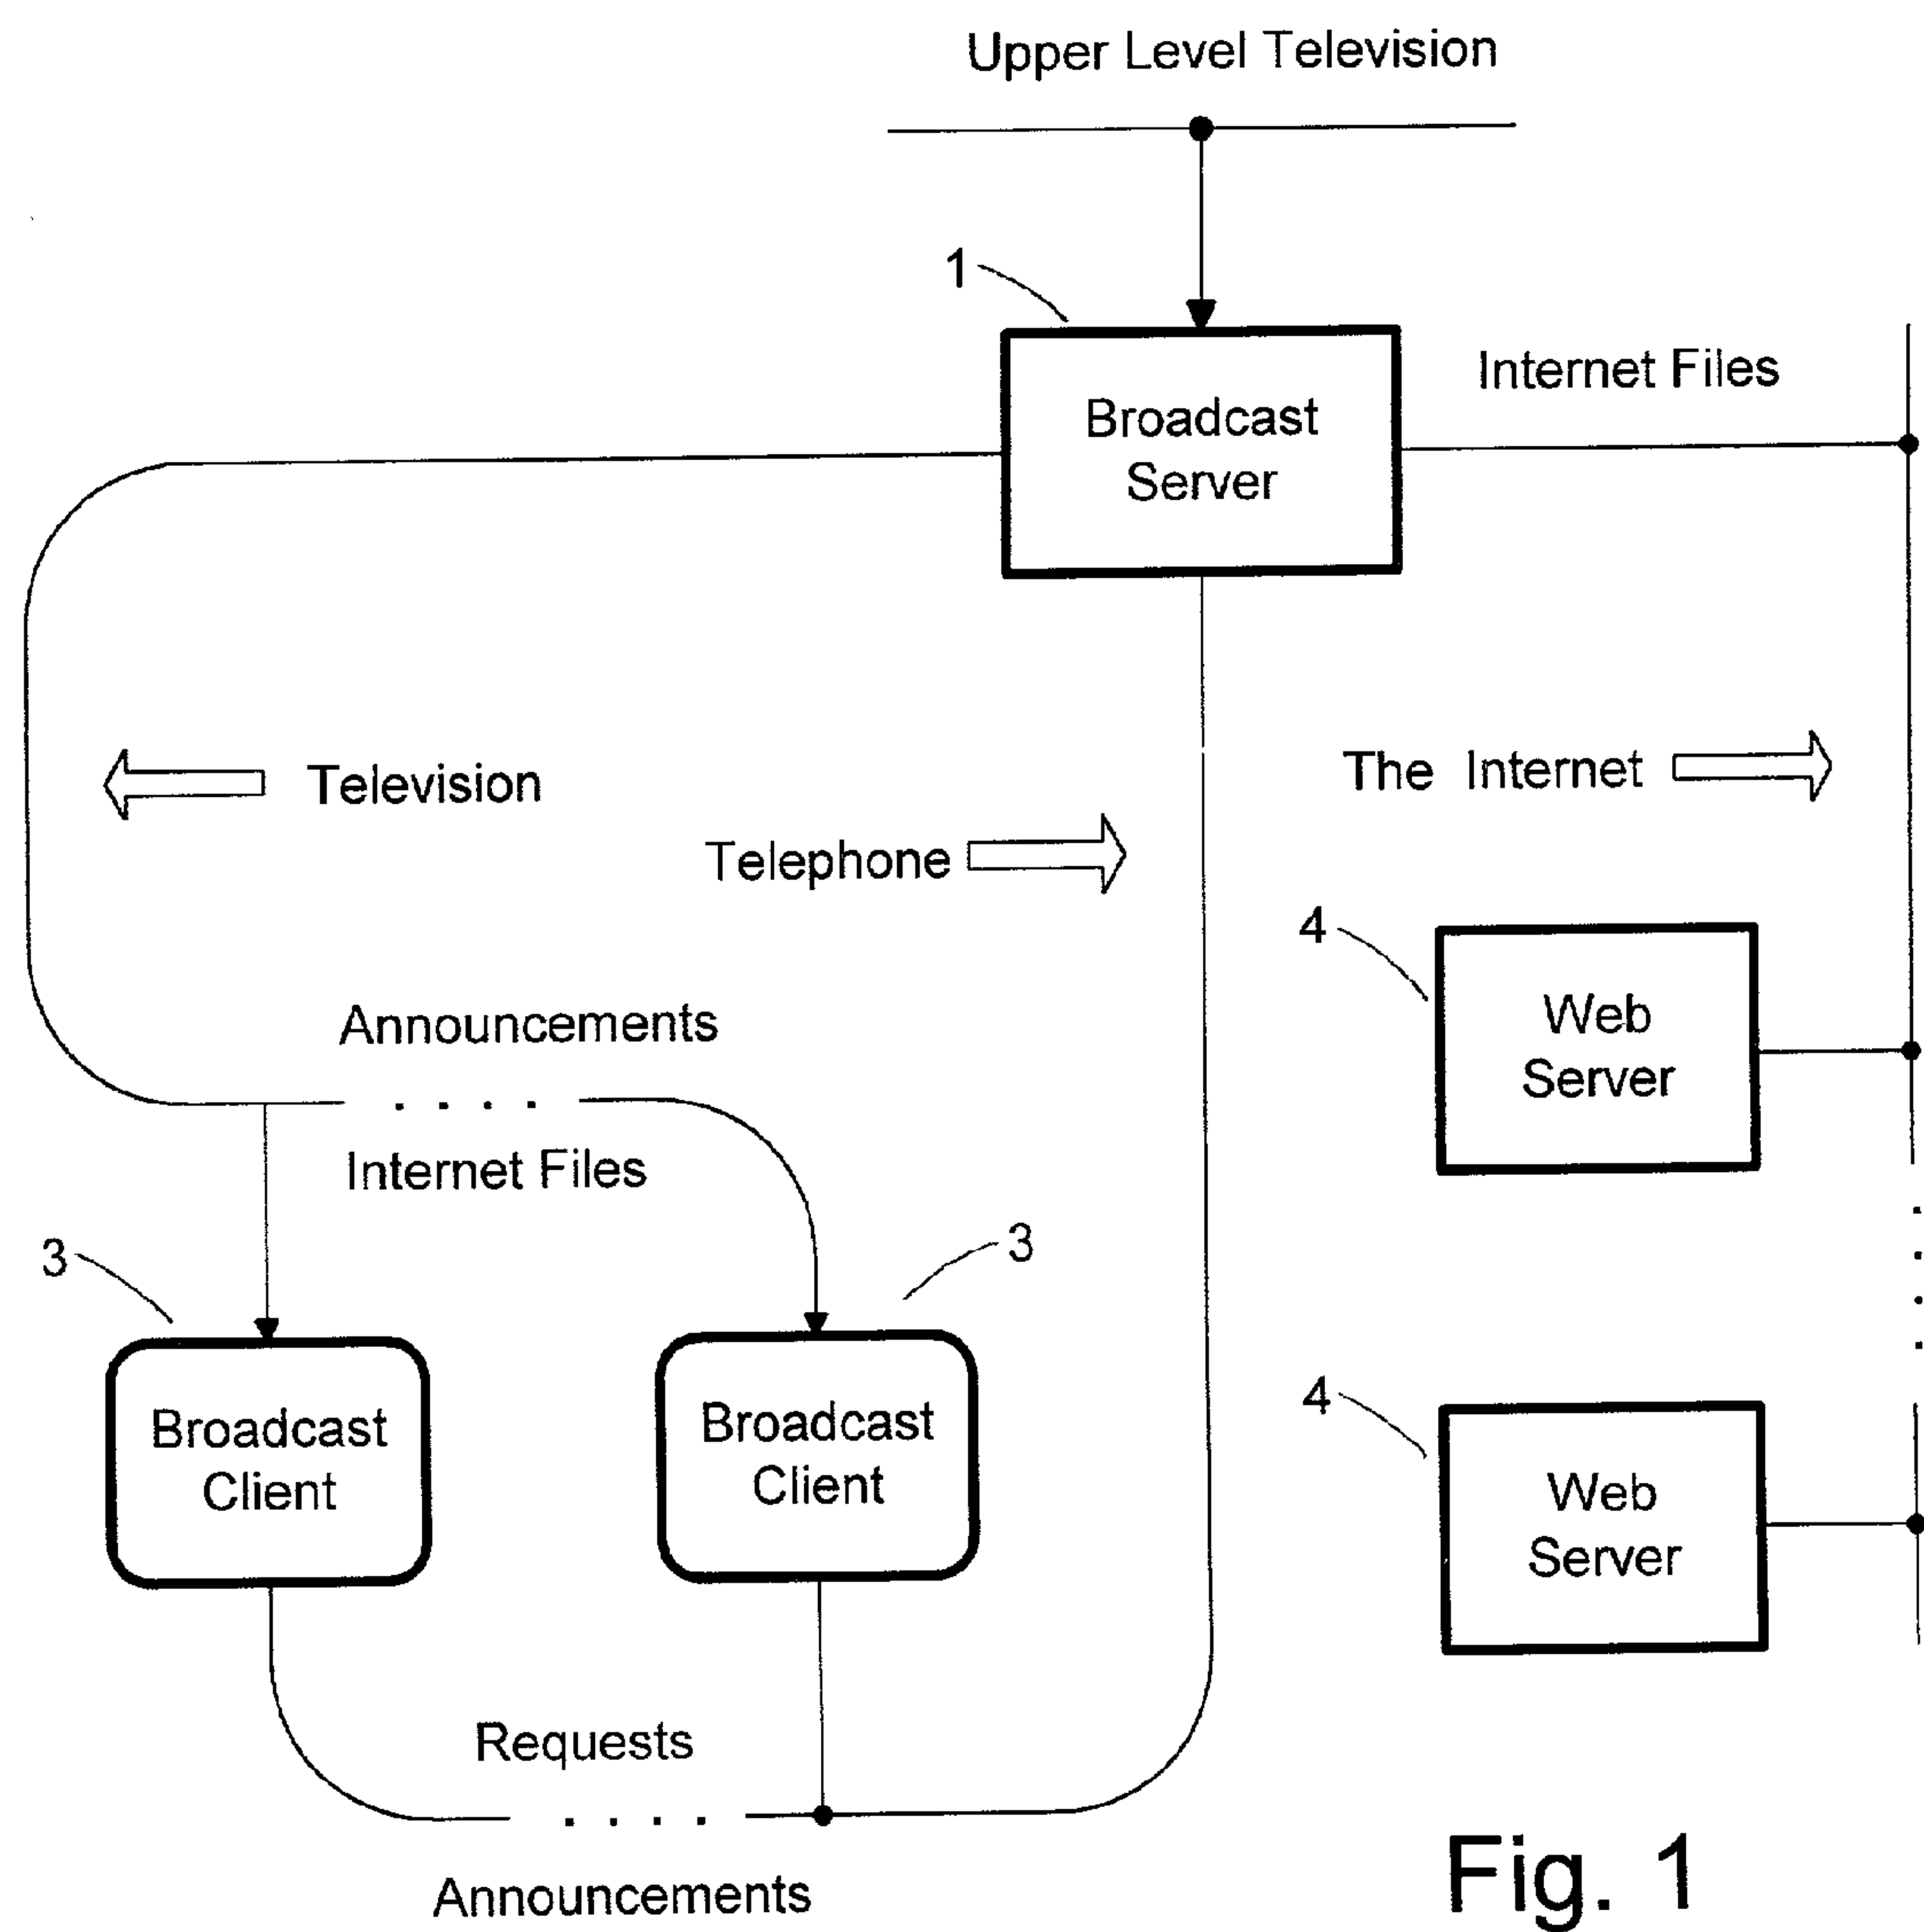 Upper Level Television
1
Broadcast
Server
Internet Files
Television
The Internet
Telephone
4
Web
Server
Announcements
Internet Files
3
3
Broadcast
Client
Broadcast
Client
4
Web
Server
Requests
Announcements
Fig. 1